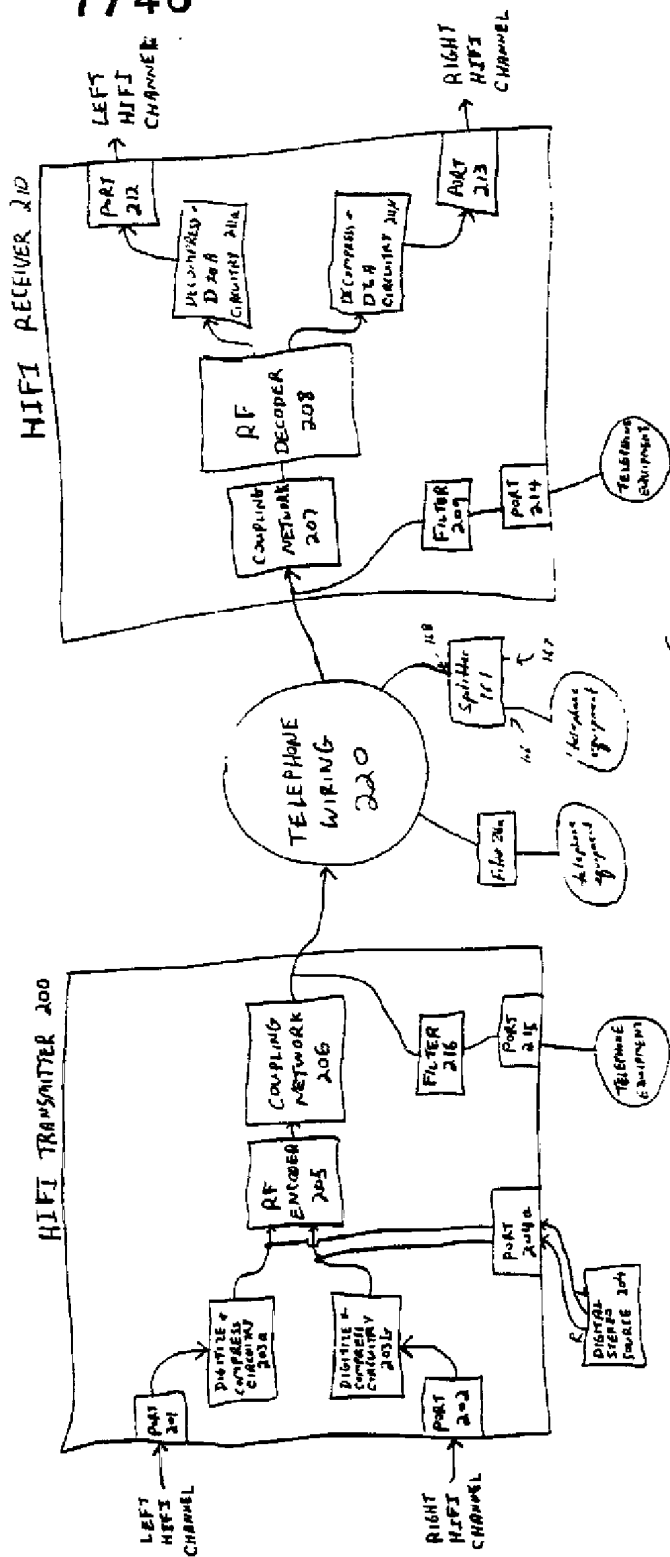 HIFI TRANSMITTER 200
LEFT
HIFI
CHANNEL
PORT
201
DIGITIZE +
COMPRESS
CIRCUITRY
203a
RIGHT
HIFI
CHANNEL
PORT
202
DIGITIZE +
COMPRESS
CIRCUITRY
203b
RF
ENCODER
205
COUPLING
NETWORK
206
PORT
204a
R
L
DIGITAL
STEREO
SOURCE 204
FILTER
216
PORT
215
TELEPHONE
EQUIPMENT
TELEPHONE
WIRING
220
telephone
equipment
168
Splitter
161
167
telephone
equipment
HIFI RECEIVER 210
COUPLING
NETWORK
207
RF
DECODER
208
DECOMPRESS +
D to A
CIRCUITRY 211a
DECOMPRESS +
CIRCUITRY
PORT
212
LEFT
HIFI
CHANNEL
PORT
213
RIGHT
HIFI
CHANNEL
FILTER
209
PORT
214
TELEPHONE
EQUIPMENT